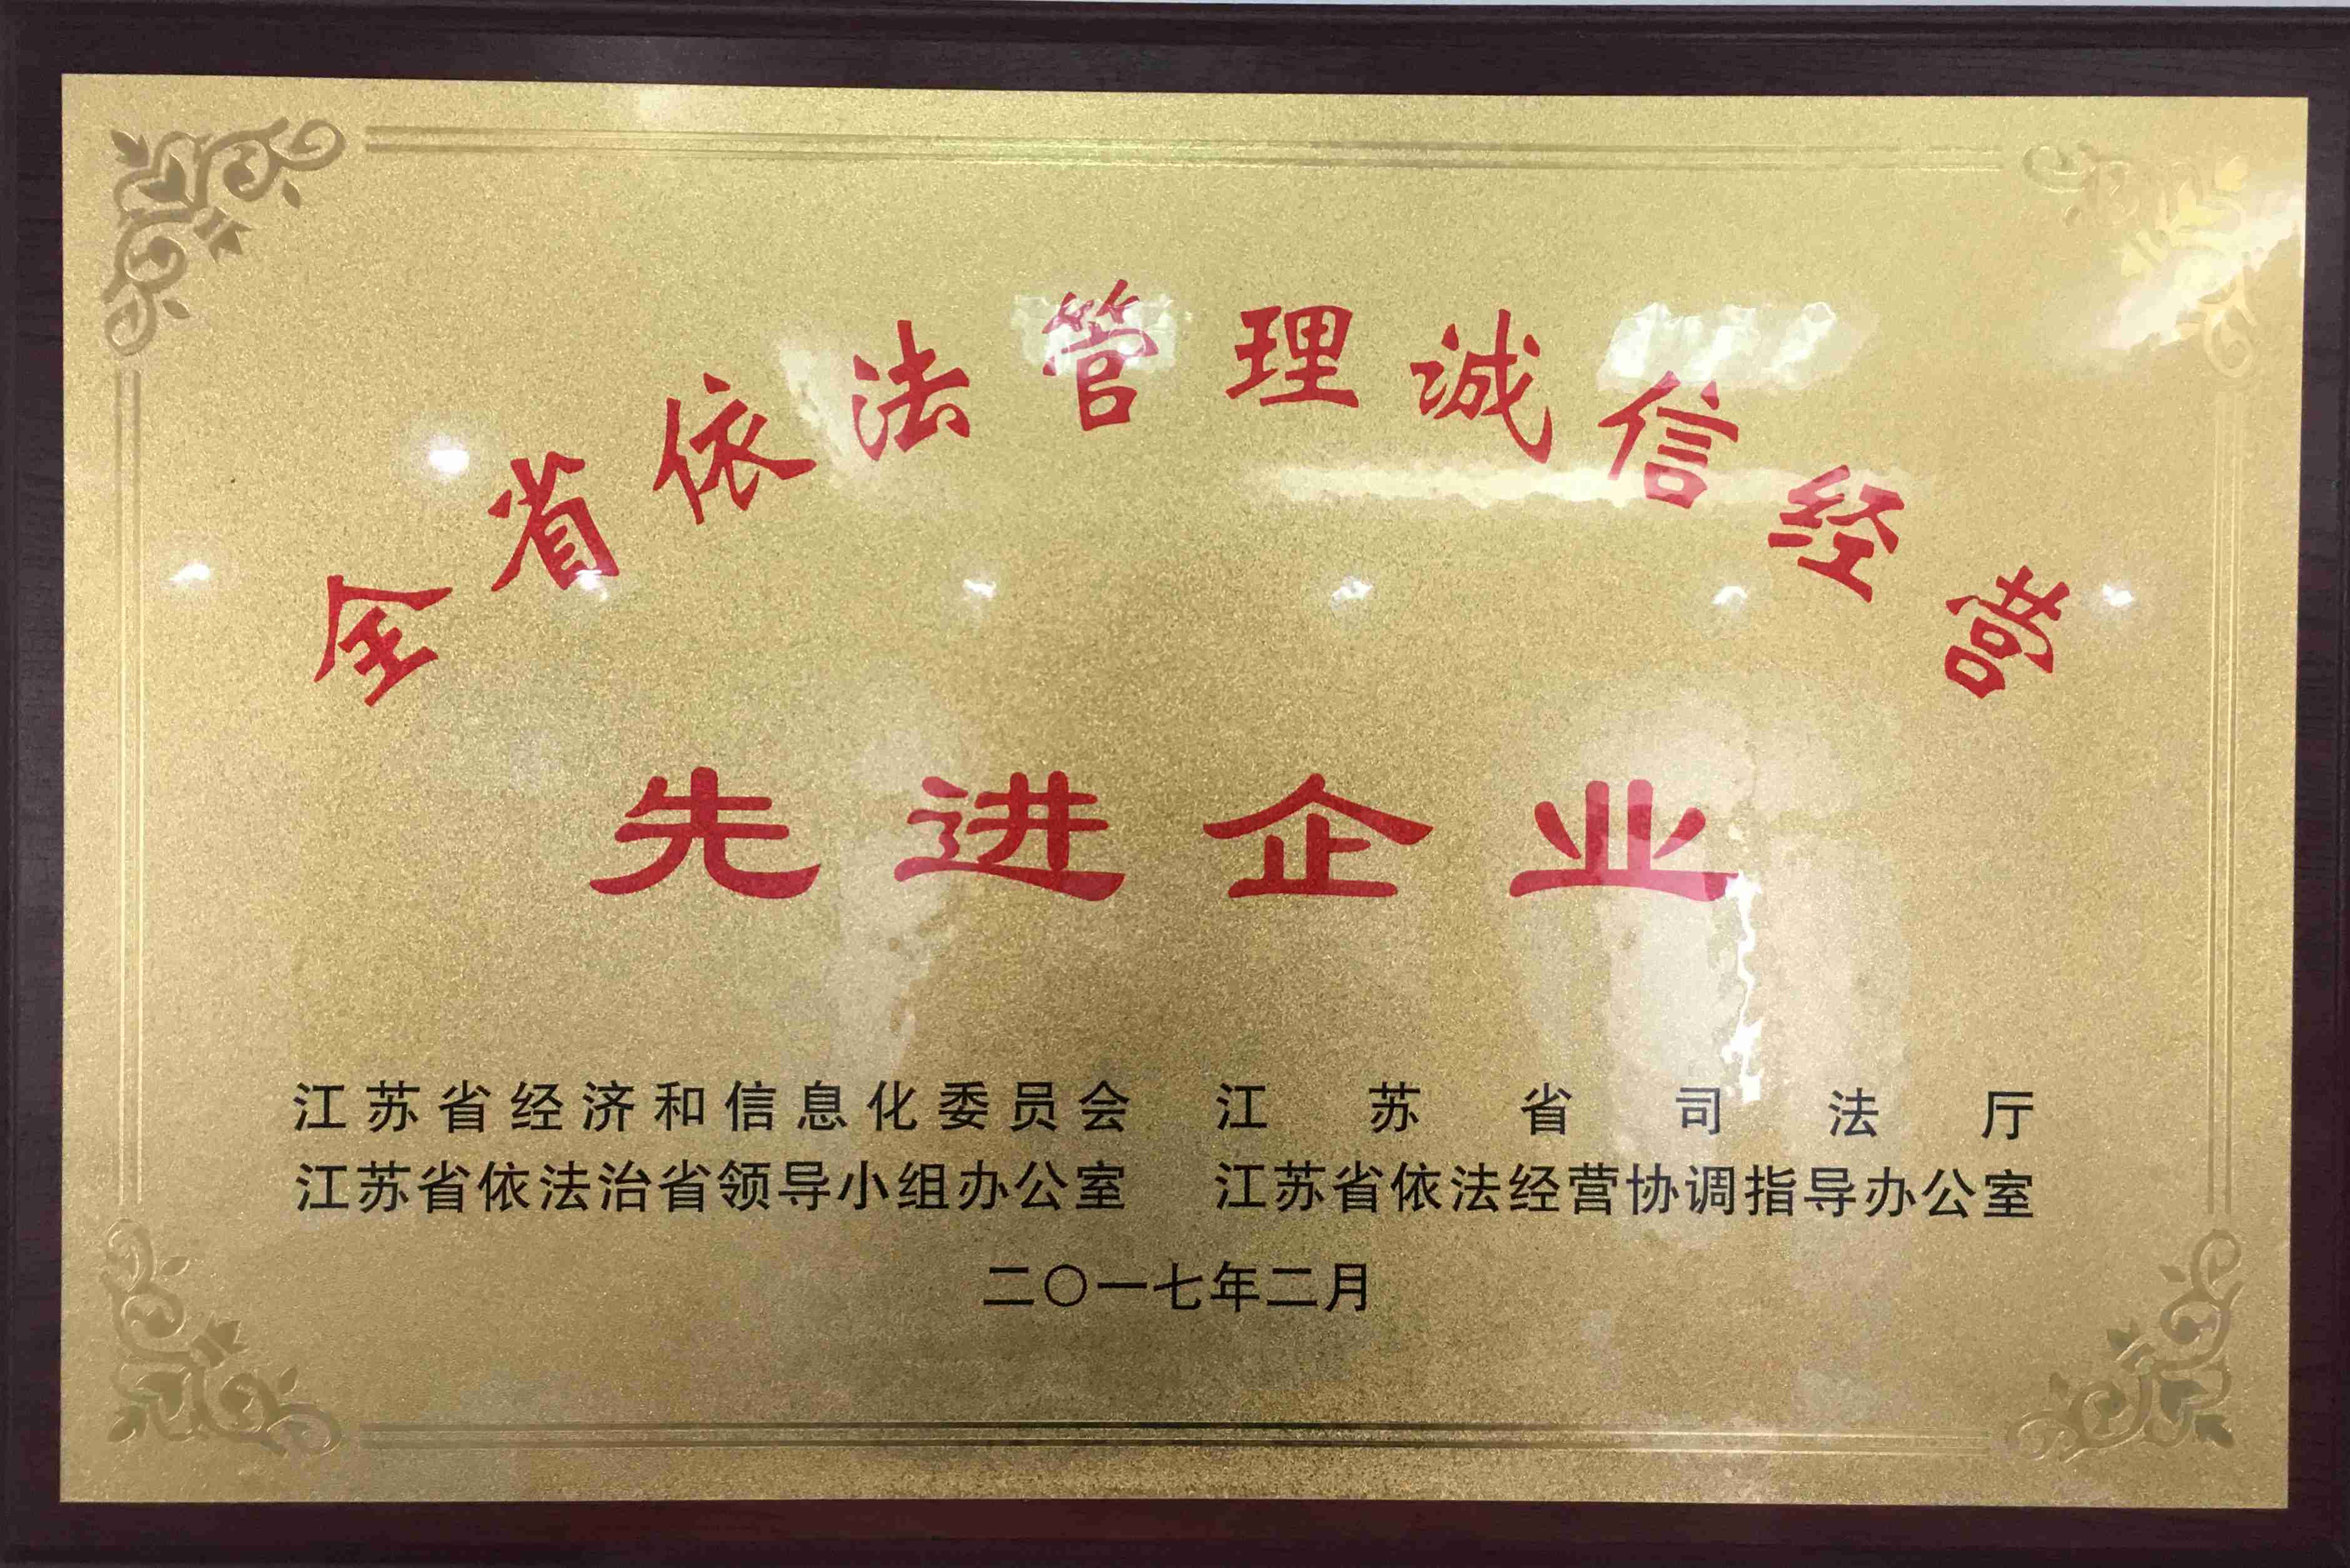 全省依法管理诚信经营
先进企业
江苏省经济和信息化委员会 江苏省司法厅
江苏省依法治省领导小组办公室 江苏省依法经营协调指导办公室
二〇一七年二月